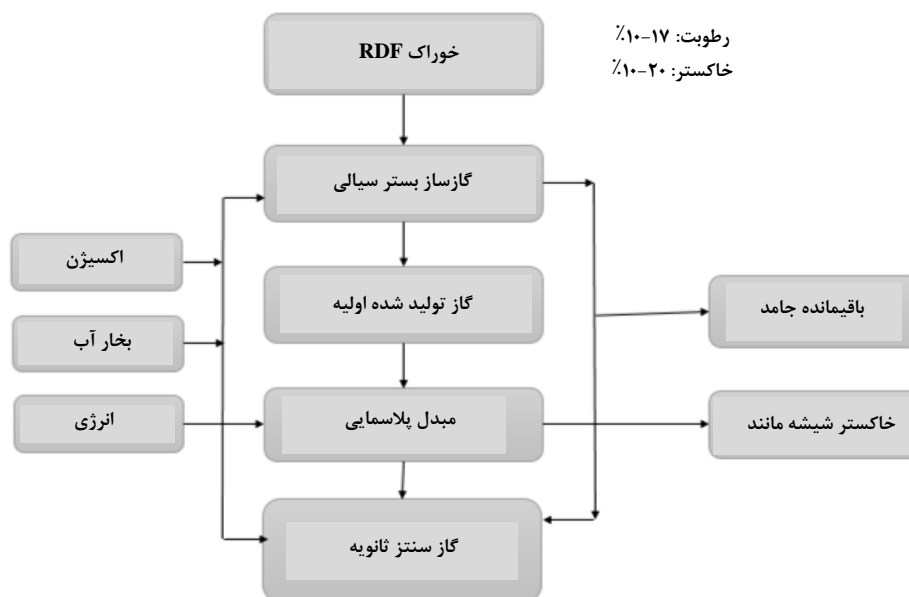 خوراک RDF
رطوبت: ۱۷-۱۰٪
خاکستر: ۲۰-۱۰٪
گازساز بستر سیالی
اکسیژن
گاز تولید شده اولیه
باقیمانده جامد
بخار آب
انرژی
مبدل پلاسمایی
خاکستر شیشه مانند
گاز سنتز ثانویه